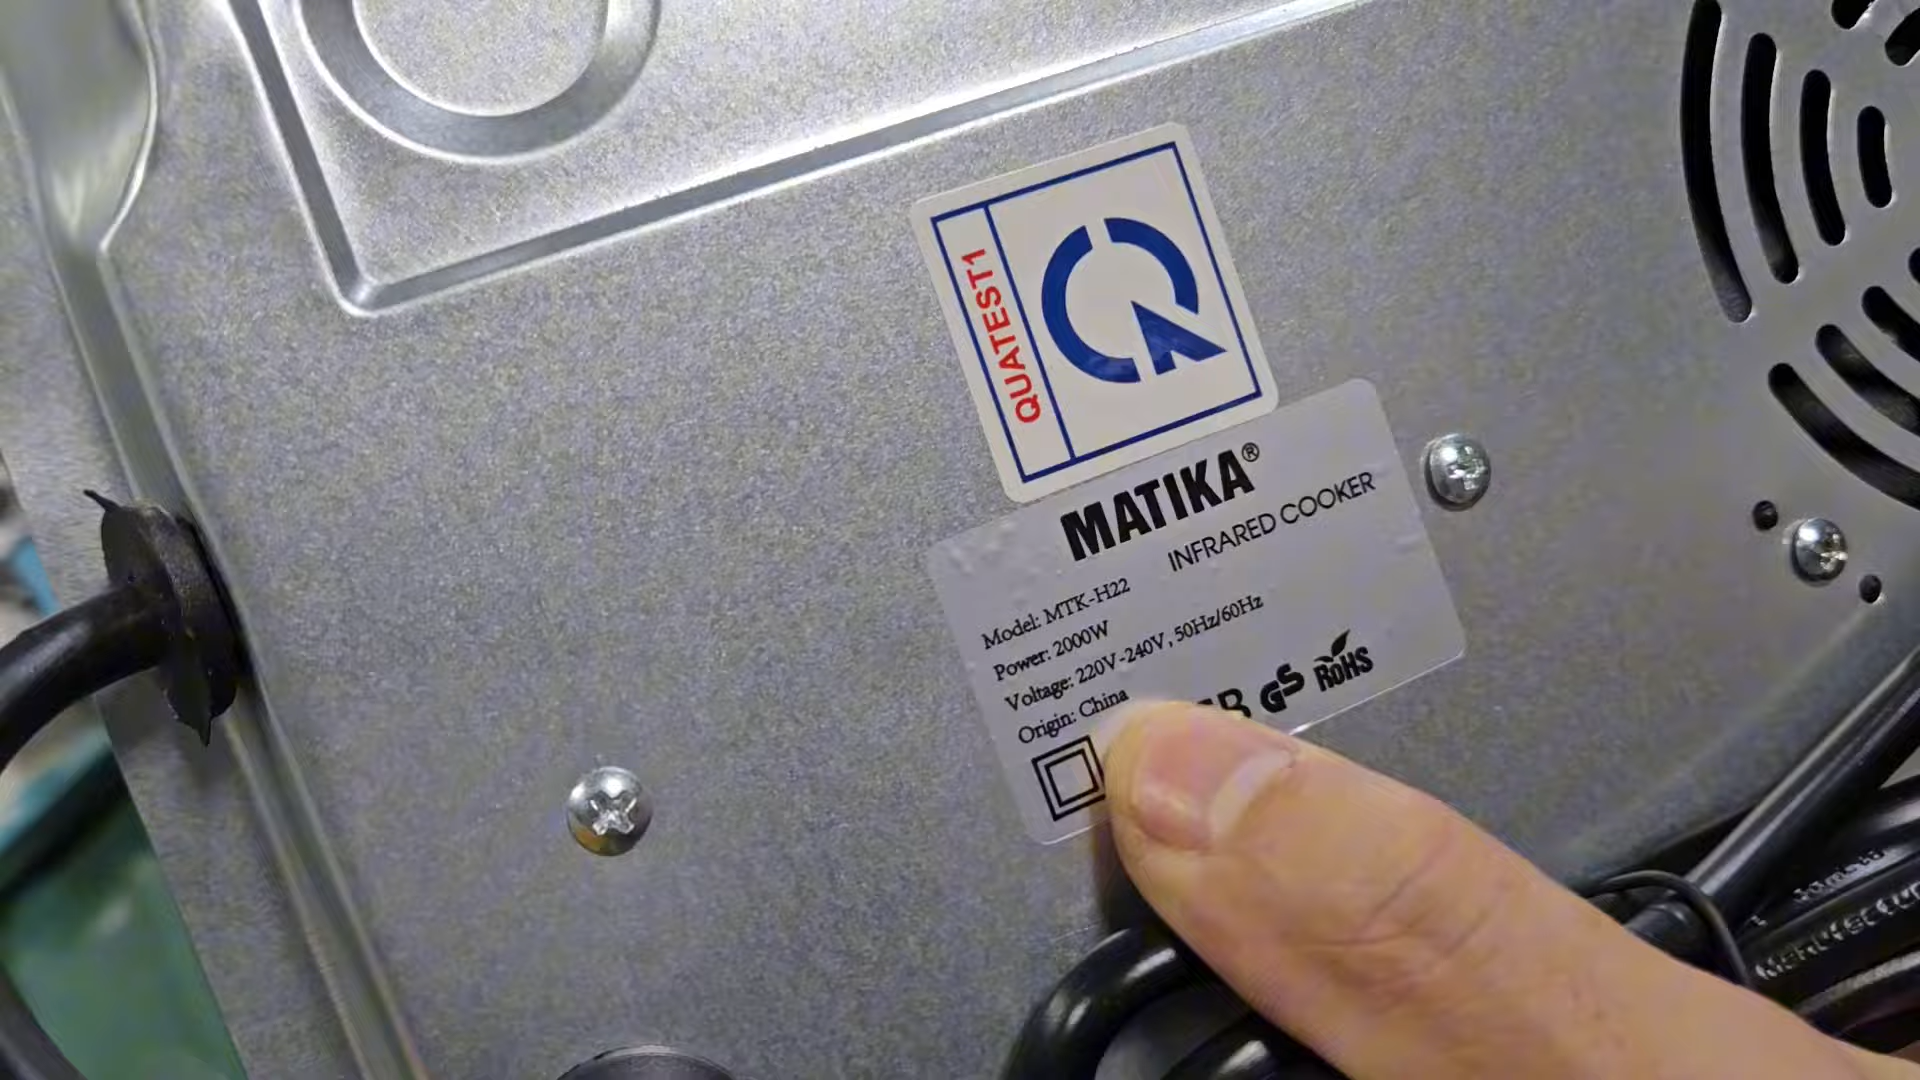 QUATEST1
MATIKA®
INFRARED COOKER
Model: MTK-H22
Power: 2000W
Voltage: 220V-240V, 50Hz/60Hz
Origin: China
GS RoHS